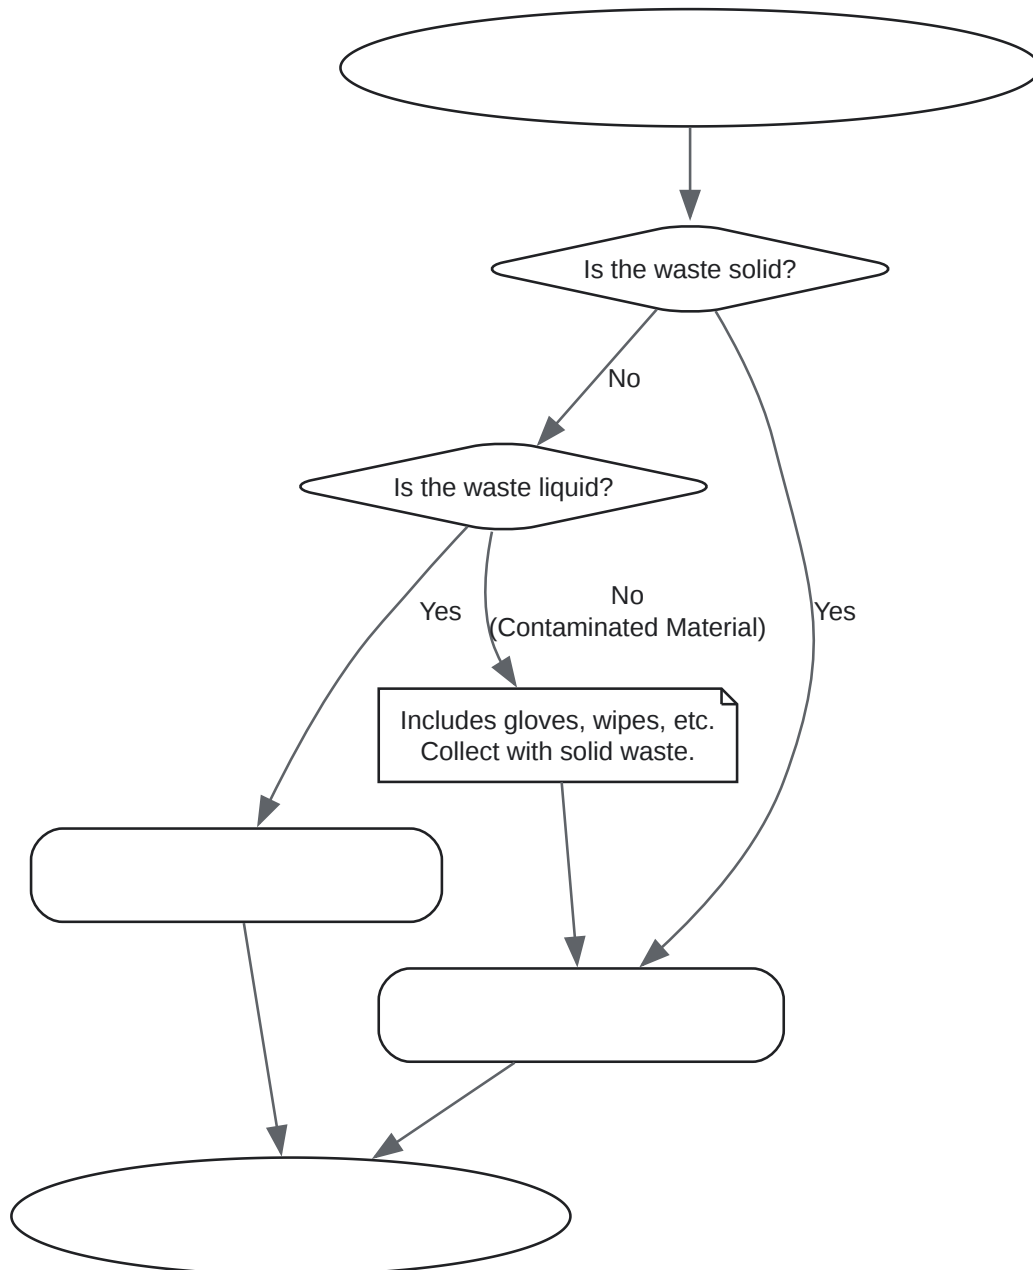 Is the waste solid?
No
Is the waste liquid?
Yes
No
(Contaminated Material)
Yes
Includes gloves, wipes, etc.
Collect with solid waste.